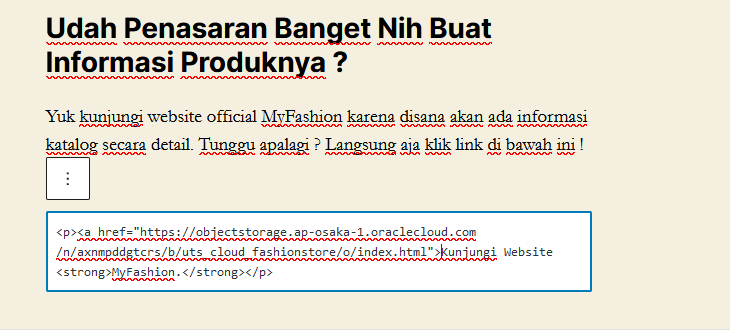 Udah Penasaran Banget Nih Buat
Informasi Produknya ?
Yuk kunjungi website official MyFashion karena disana akan ada informasi
katalog secara detail. Tunggu apalagi ? Langsung aja klik link di bawah ini !
<p><a href="https://objectstorage.ap-osaka-1.oraclecloud.com
/n/axnmpddgtcrs/b/uts_cloud_fashionstore/o/index.html">Kunjungi Website
<strong>MyFashion.</strong></p>